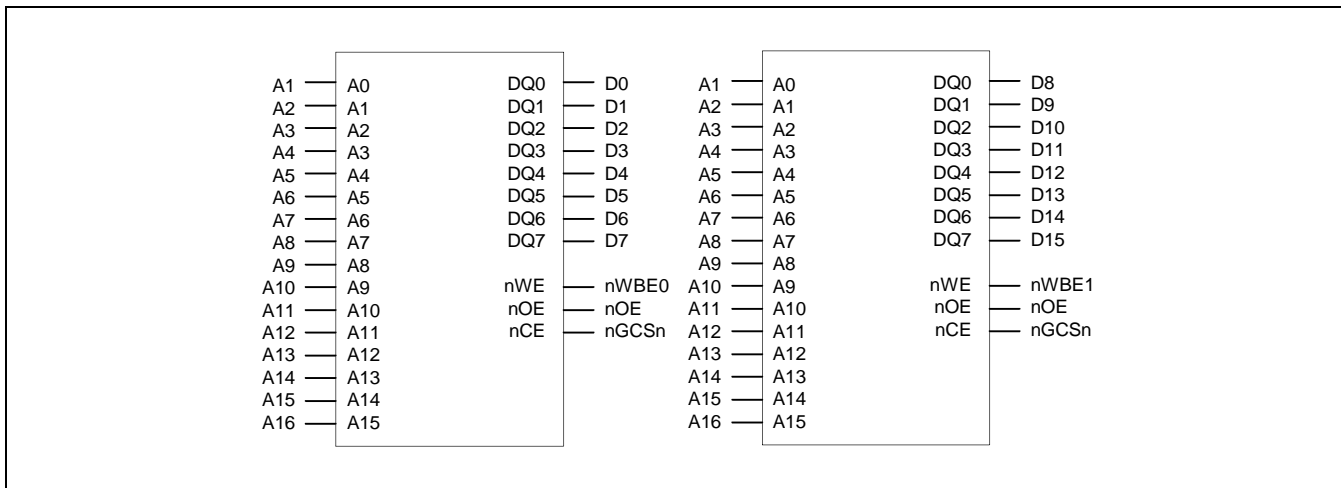 A1 A0 DQ0 D0 A1 A0 DQ0 D8
A2 A1 DQ1 D1 A2 A1 DQ1 D9
A3 A2 DQ2 D2 A3 A2 DQ2 D10
A4 A3 DQ3 D3 A4 A3 DQ3 D11
A5 A4 DQ4 D4 A5 A4 DQ4 D12
A6 A5 DQ5 D5 A6 A5 DQ5 D13
A7 A6 DQ6 D6 A7 A6 DQ6 D14
A8 A7 DQ7 D7 A8 A7 DQ7 D15
A9 A8 A9 A8
A10 A9 nWE nWBE0 A10 A9 nWE nWBE1
A11 A10 nOE nOE A11 A10 nOE nOE
A12 A11 nCE nGCSn A12 A11 nCE nGCSn
A13 A12 A13 A12
A14 A13 A14 A13
A15 A14 A15 A14
A16 A15 A16 A15